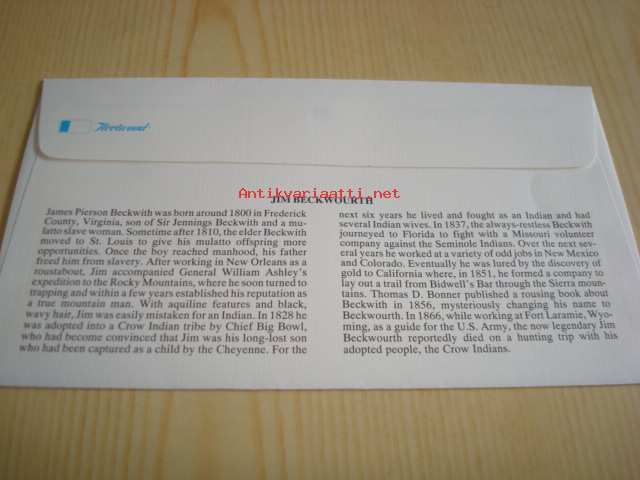 Fleetwood
Antikvariaatti.net
JIM BECKWOURTH
James Pierson Beckwith was born around 1800 in Frederick
County, Virginia, son of Sir Jennings Beckwith and a mu-
latto slave woman. Sometime after 1810, the elder Beckwith
moved to St. Louis to give his mulatto offspring more
opportunities. Once the boy reached manhood, his father
freed him from slavery. After working in New Orleans as a
roustabout, Jim accompanied General William Ashley's
expedition to the Rocky Mountains, where he soon turned to
trapping and within a few years established his reputation as
a true mountain man. With aquiline features and black,
wavy hair, Jim was easily mistaken for an Indian. In 1828 he
was adopted into a Crow Indian tribe by Chief Big Bowl,
who had become convinced that Jim was his long-lost son
who had been captured as a child by the Cheyenne. For the
next six years he lived and fought as an Indian and had
several Indian wives. In 1837, the always-restless Beckwith
journeyed to Florida to fight with a Missouri volunteer
company against the Seminole Indians. Over the next sev-
eral years he worked at a variety of odd jobs in New Mexico
and Colorado. Eventually he was lured by the discovery of
gold to California where, in 1851, he formed a company to
lay out a trail from Bidwell's Bar through the Sierra moun-
tains. Thomas D. Bonner published a rousing book about
Beckwith in 1856, mysteriously changing his name to
Beckwourth. In 1866, while working at Fort Laramie, Wyo-
ming, as a guide for the U.S. Army, the now legendary Jim
Beckwourth reportedly died on a hunting trip with his
adopted people, the Crow Indians.